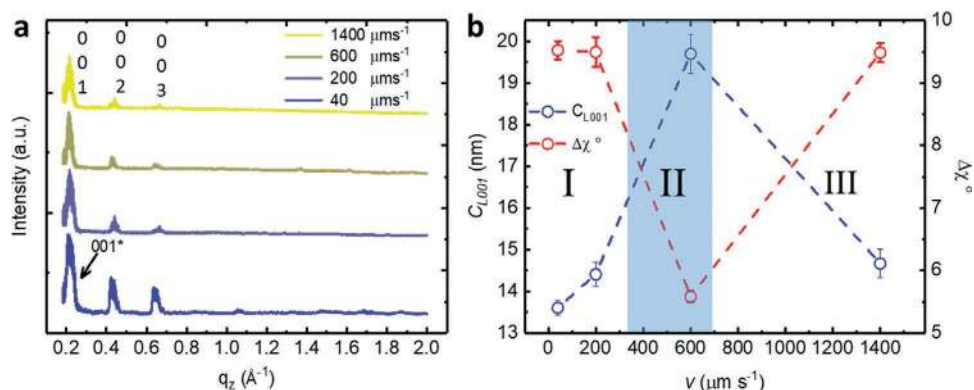 a
0 0 0
0 0 0
1 2 3
1400 μms-1
600 μms-1
200 μms-1
40 μms-1
001*
Intensity (a.u.)
0.2 0.4 0.6 0.8 1.0 1.2 1.4 1.6 1.8 2.0
qz (Å-1)
b
20
19
18
17
16
15
14
13
CL001 (nm)
CL001
Δχ°
I
II
III
10
9
8
7
6
5
Δχ°
0 200 400 600 800 1000 1200 1400
v (μm s-1)